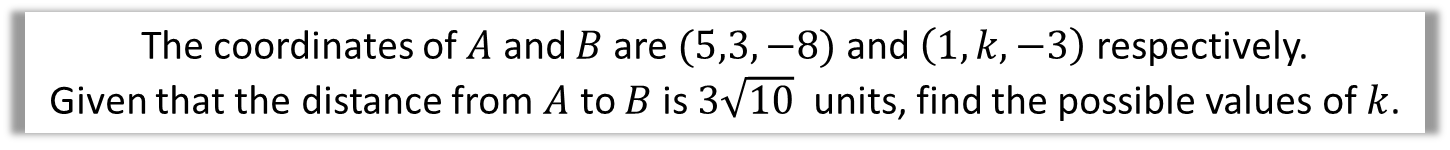 The coordinates of A and B are (5,3, −8) and (1, k, −3) respectively.
Given that the distance from A to B is 3√10 units, find the possible values of k.